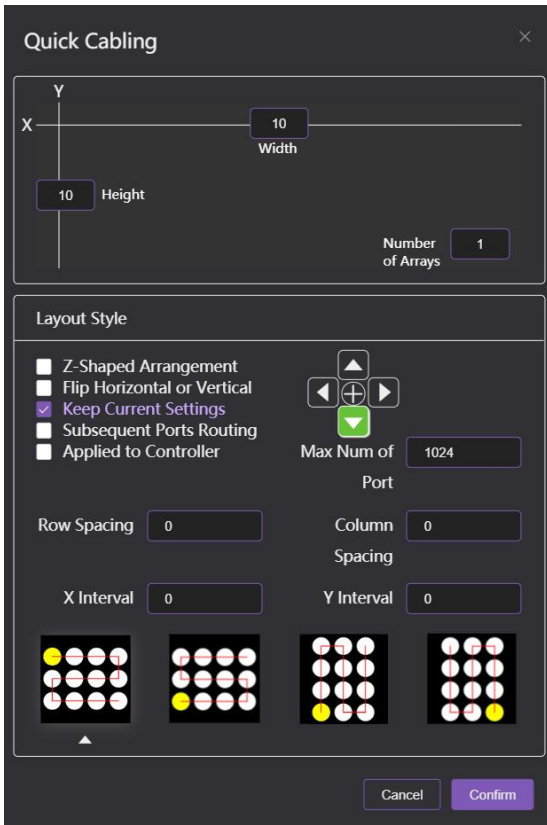 Quick Cabling
Y
X
10
Width
10
Height
Number
of Arrays
1
Layout Style
Z-Shaped Arrangement
Flip Horizontal or Vertical
Keep Current Settings
Subsequent Ports Routing
Applied to Controller
Max Num of
Port
1024
Row Spacing
0
Column
Spacing
0
X Interval
0
Y Interval
0
Cancel
Confirm